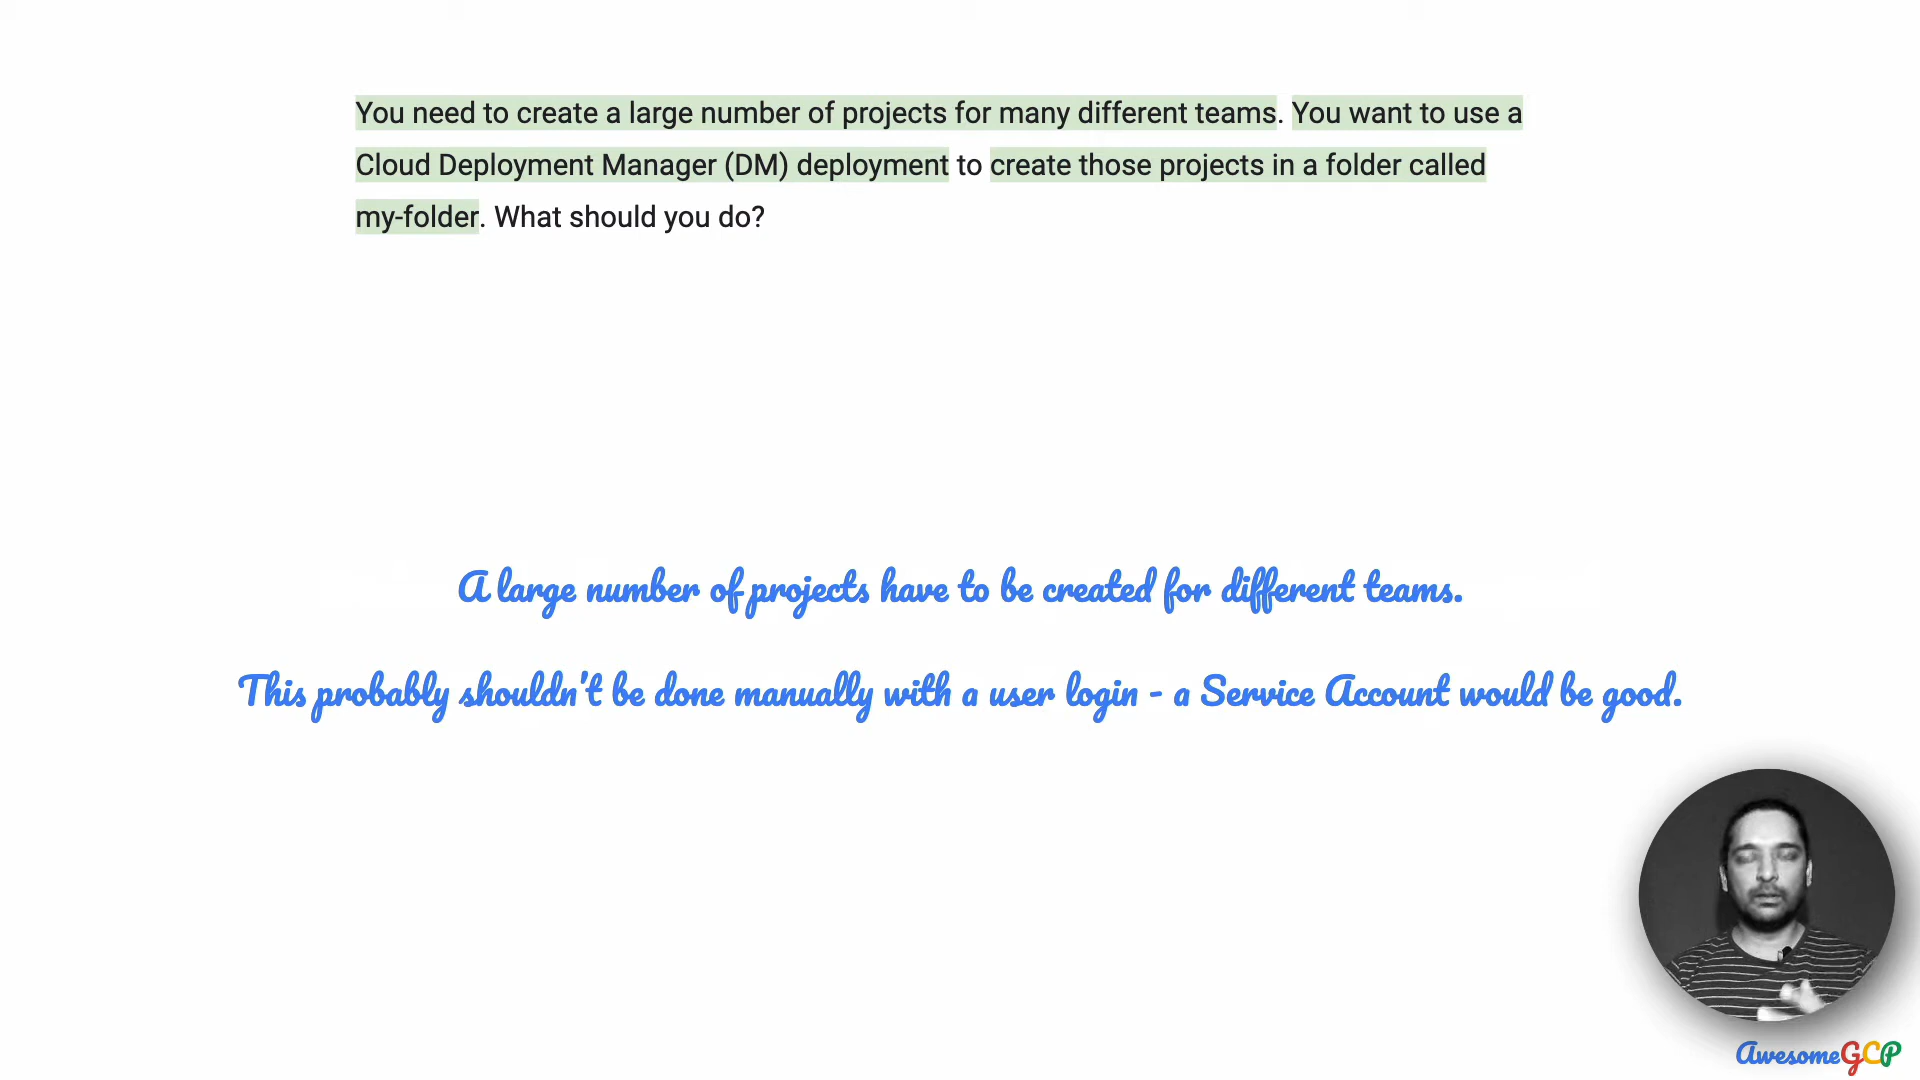 You need to create a large number of projects for many different teams. You want to use a
Cloud Deployment Manager (DM) deployment to create those projects in a folder called
my-folder. What should you do?
A large number of projects have to be created for different teams.
This probably shouldn't be done manually with a user login - a Service Account would be good.
AwesomeGCP